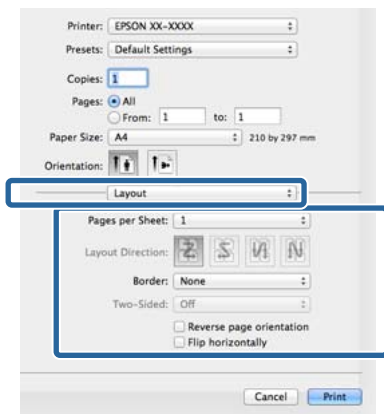 Printer: EPSON XX-XXXX
Presets: Default Settings
Copies: 1
Pages: All
From: 1 to: 1
Paper Size: A4 210 by 297 mm
Orientation:
Layout
Pages per Sheet: 1
Layout Direction:
Border: None
Two-Sided: Off
Reverse page orientation
Flip horizontally
Cancel Print